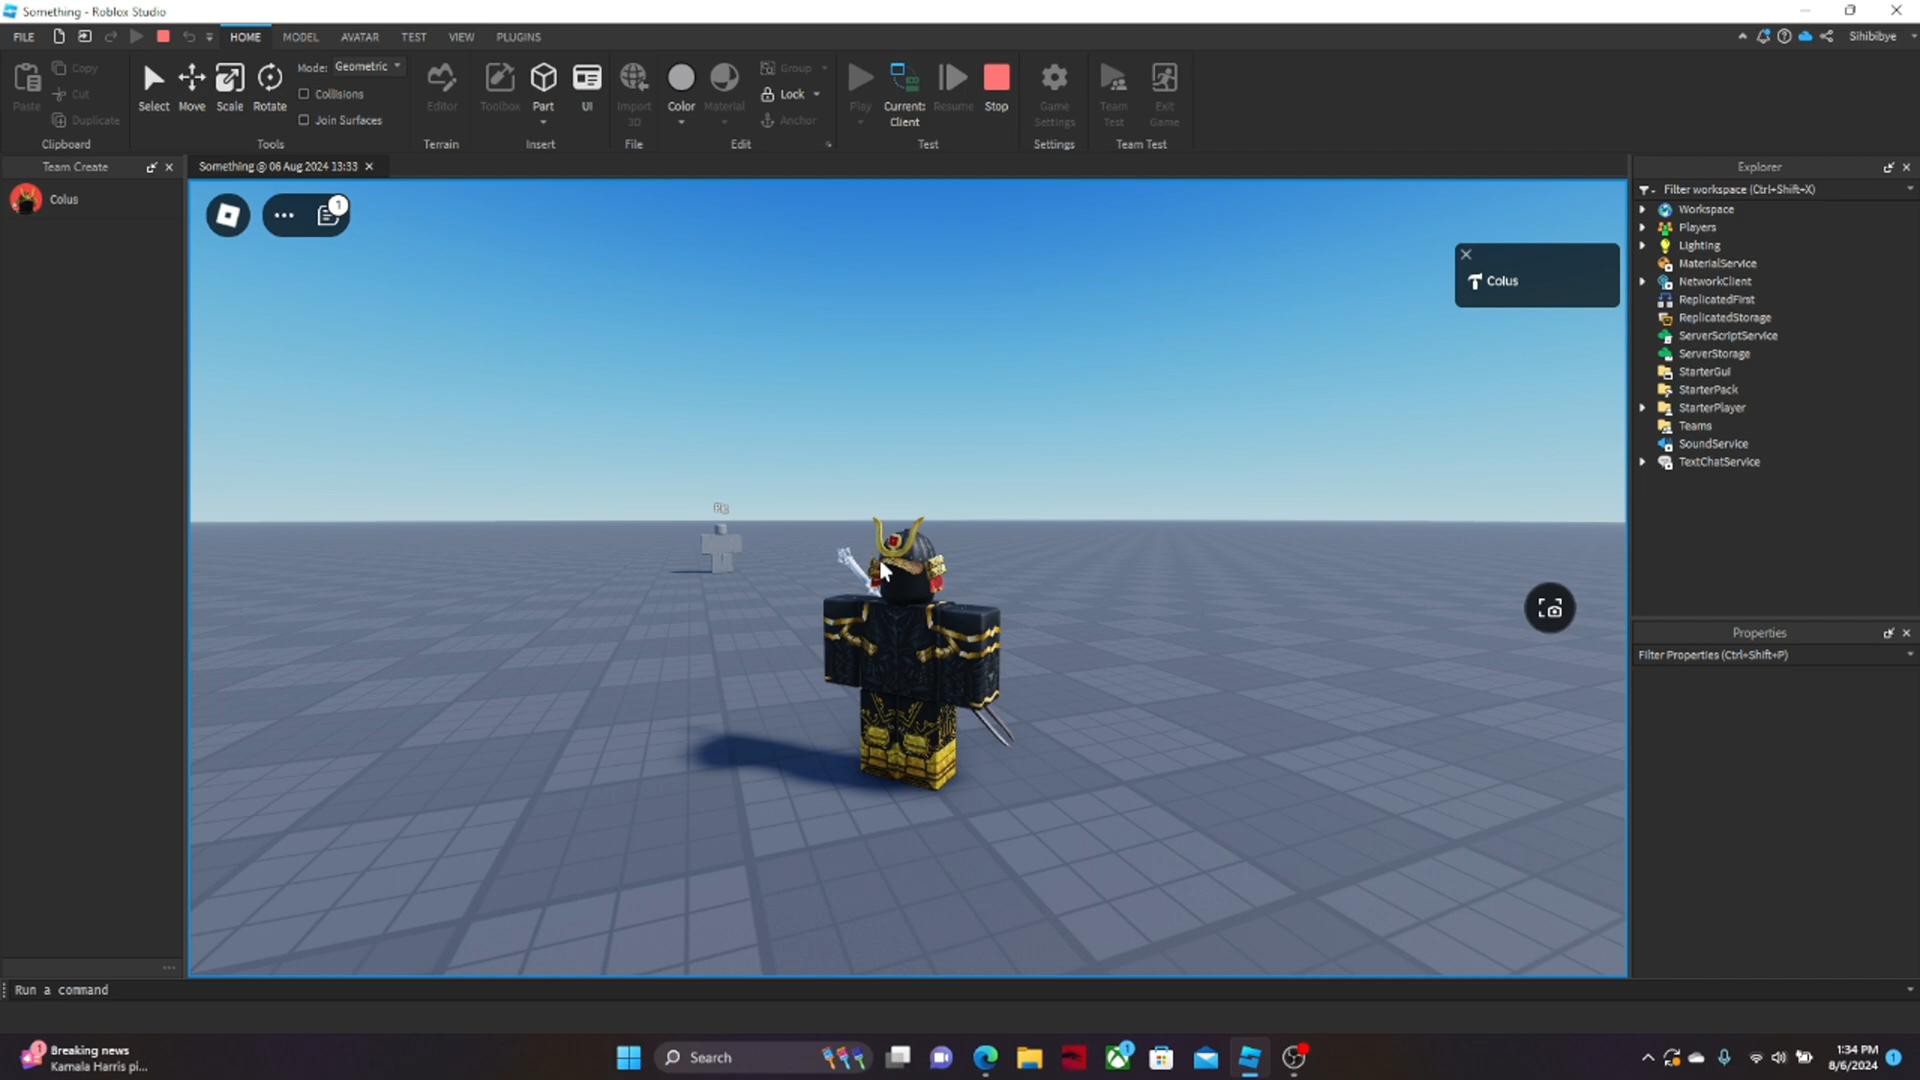 Something - Roblox Studio
FILE HOME MODEL AVATAR TEST VIEW PLUGINS Sihibibye
Paste Copy Cut Duplicate
Clipboard
Select Move Scale Rotate
Mode: Geometric
Collisions
Join Surfaces
Tools
Editor
Terrain
Toolbox Part UI
Insert
Import 3D
File
Color Material Group Lock Anchor
Edit
Play Current: Client Resume Stop
Test
Game Settings
Settings
Team Test Exit Game
Team Test
Team Create
Colus
Something @ 06 Aug 2024 13:33
1
Colus
Explorer
Filter workspace (Ctrl+Shift+X)
Workspace
Players
Lighting
MaterialService
NetworkClient
ReplicatedFirst
ReplicatedStorage
ServerScriptService
ServerStorage
StarterGui
StarterPack
StarterPlayer
Teams
SoundService
TextChatService
Properties
Filter Properties (Ctrl+Shift+P)
Run a command
1
Breaking news
Kamala Harris pi...
Search
1
1:34 PM
8/6/2024
1